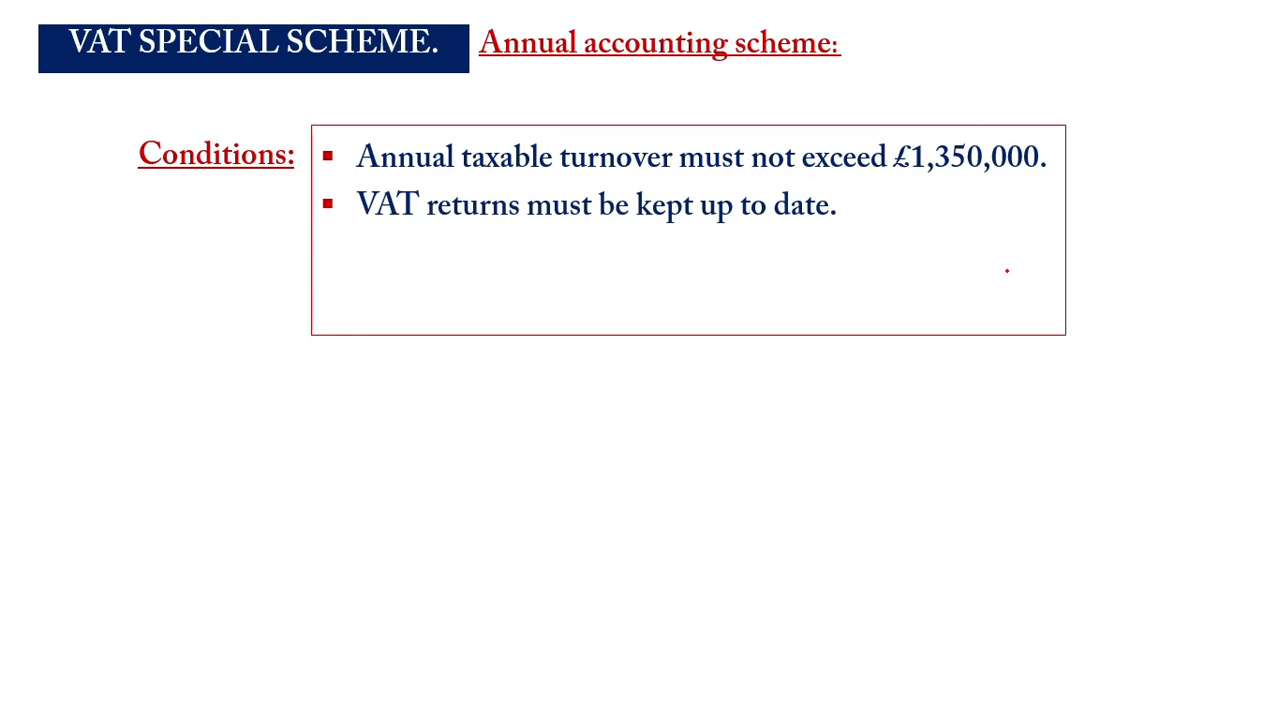 VAT SPECIAL SCHEME. Annual accounting scheme:
Conditions:
▪ Annual taxable turnover must not exceed £1,350,000.
▪ VAT returns must be kept up to date.